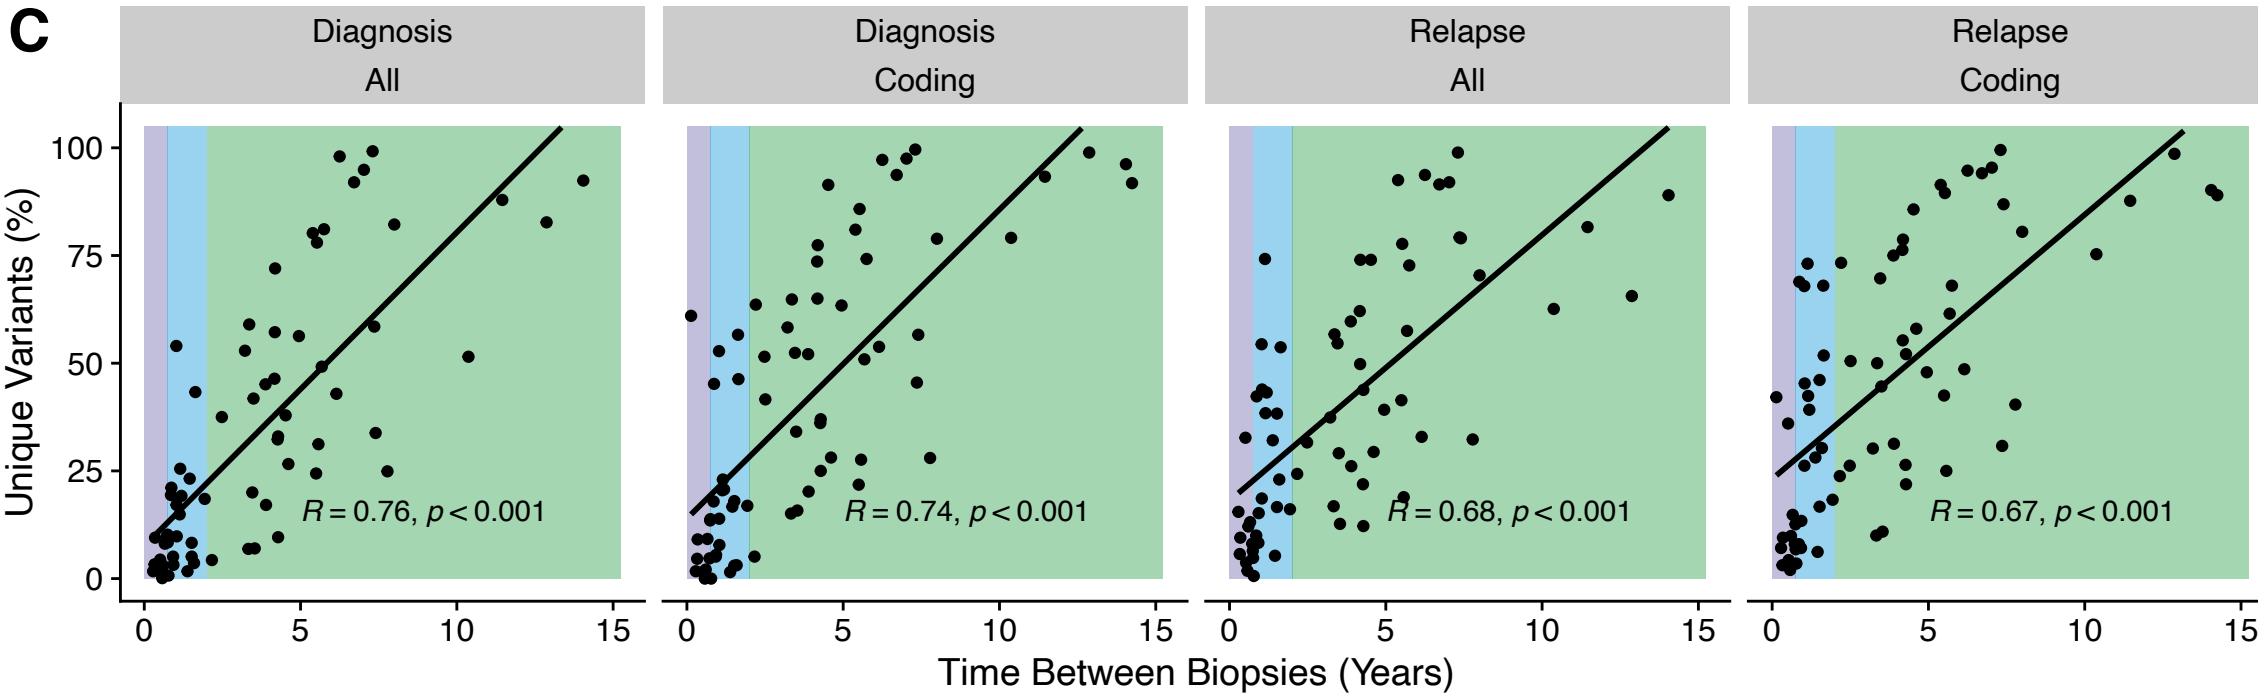 C
Diagnosis
All
Diagnosis
Coding
Relapse
All
Relapse
Coding
Unique Variants (%)
100
75
50
25
0
R = 0.76, p < 0.001
R = 0.74, p < 0.001
R = 0.68, p < 0.001
R = 0.67, p < 0.001
0 5 10 15
0 5 10 15
0 5 10 15
0 5 10 15
Time Between Biopsies (Years)